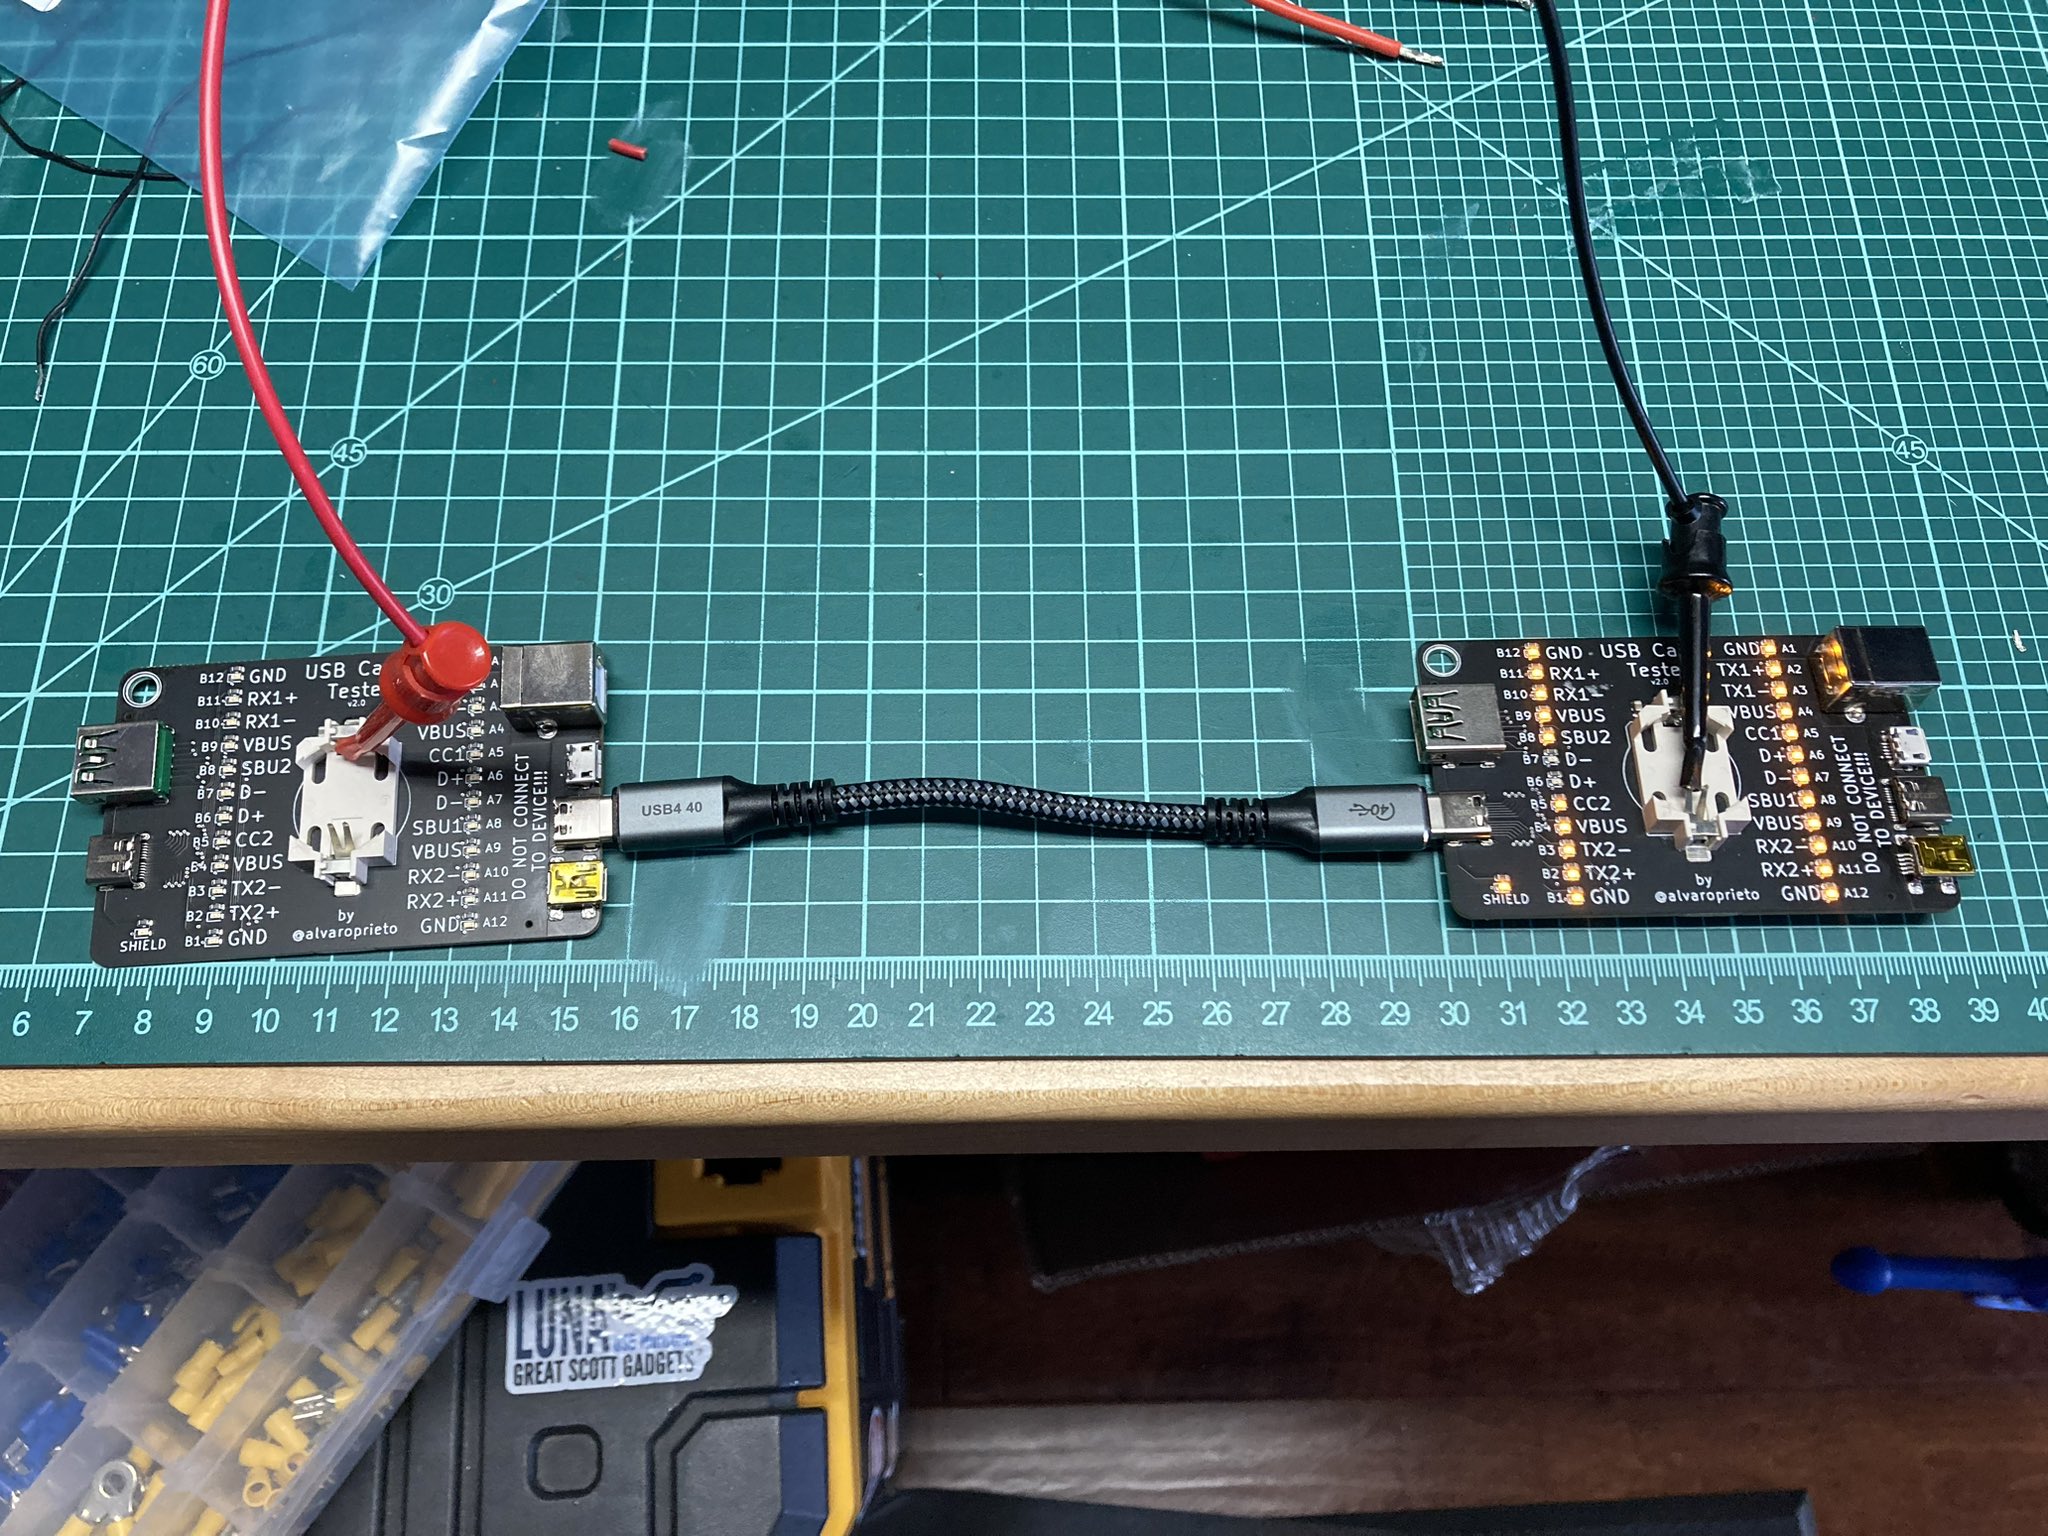 60
45
45
30
B12 GND
B11 RX1+
B10 RX1-
B9 VBUS
B8 SBU2
B7 D-
B6 D+
B5 CC2
B4 VBUS
B3 TX2-
B2 TX2+
B1 GND
SHIELD
USB Ca
Teste
v2.0
by
@alvaroprieto
VBUS A4
CC1 A5
D+ A6
D- A7
SBU1 A8
VBUS A9
RX2- A10
RX2+ A11
GND A12
DO NOT CONNECT
TO DEVICE!!!
USB4 40
40
B12 GND
B11 RX1+
B10 RX1-
B9 VBUS
B8 SBU2
B7 D-
B6 D+
B5 CC2
B4 VBUS
B3 TX2-
B2 TX2+
B1 GND
SHIELD
USB Ca
Teste
v2.0
by
@alvaroprieto
GND A1
TX1+ A2
TX1- A3
VBUS A4
CC1 A5
D+ A6
D- A7
SBU1 A8
VBUS A9
RX2- A10
RX2+ A11
GND A12
DO NOT CONNECT
TO DEVICE!!!
6 7 8 9 10 11 12 13 14 15 16 17 18 19 20 21 22 23 24 25 26 27 28 29 30 31 32 33 34 35 36 37 38 39 40
LUNA
GREAT SCOTT GADGETS